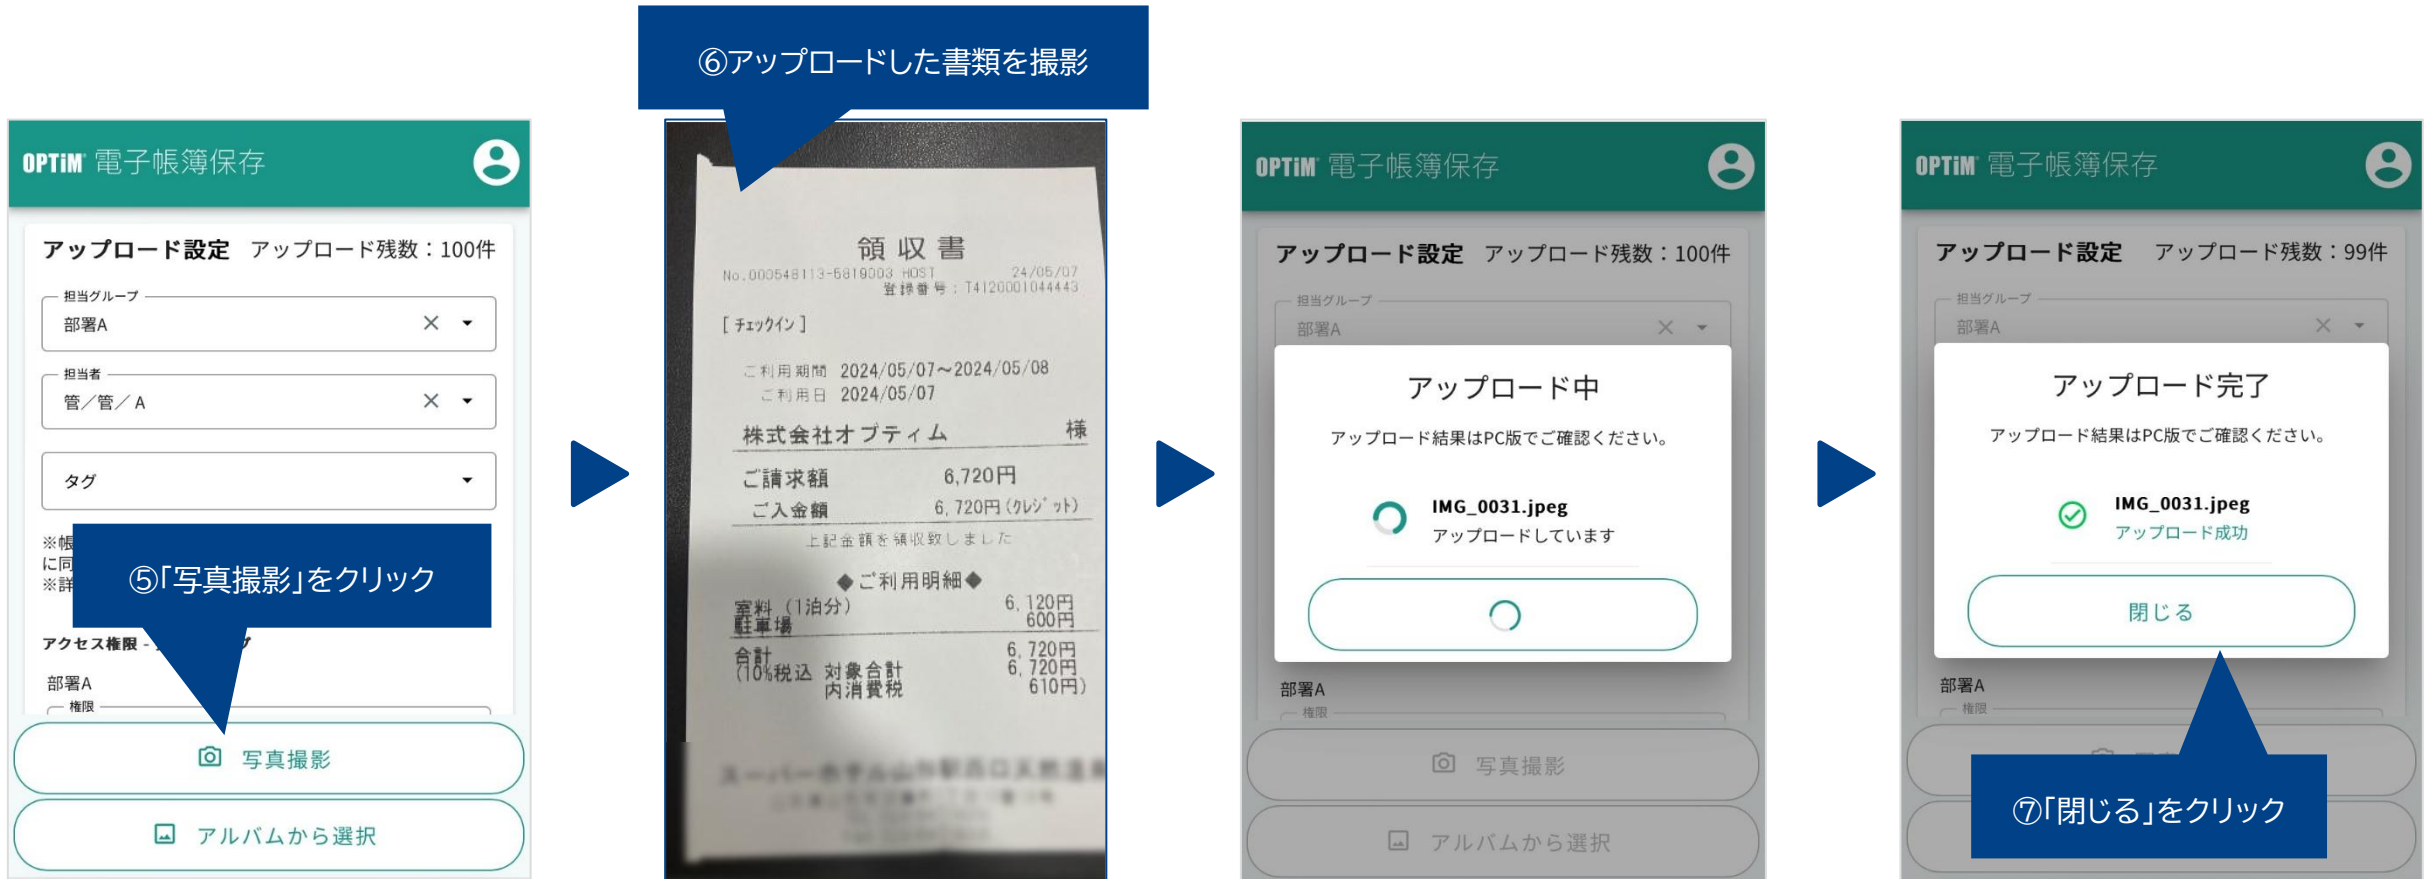 ⑥アップロードした書類を撮影
OPTiM 電子帳簿保存
アップロード設定 アップロード残数：100件
担当グループ
部署A
担当者
管／管／A
タグ
※帳
に同
※詳
⑤「写真撮影」をクリック
アクセス権限 -
部署A
権限
写真撮影
アルバムから選択
領収書
No.000548113-5819003 HOST 24/05/07
登録番号：T4120001044443
[チェックイン]
ご利用期間 2024/05/07～2024/05/08
ご利用日 2024/05/07
株式会社オプティム 様
ご請求額 6,720円
ご入金額 6,720円(クレジット)
上記金額を領収致しました
◆ご利用明細◆
室料 (1泊分) 6,120円
駐車場 600円
合計 6,720円
(10%税込 対象合計 6,720円
内消費税 610円)
OPTiM 電子帳簿保存
アップロード設定 アップロード残数：100件
担当グループ
部署A
アップロード中
アップロード結果はPC版でご確認ください。
IMG_0031.jpeg
アップロードしています
部署A
権限
写真撮影
アルバムから選択
OPTiM 電子帳簿保存
アップロード設定 アップロード残数：99件
担当グループ
部署A
アップロード完了
アップロード結果はPC版でご確認ください。
IMG_0031.jpeg
アップロード成功
閉じる
部署A
権限
⑦「閉じる」をクリック